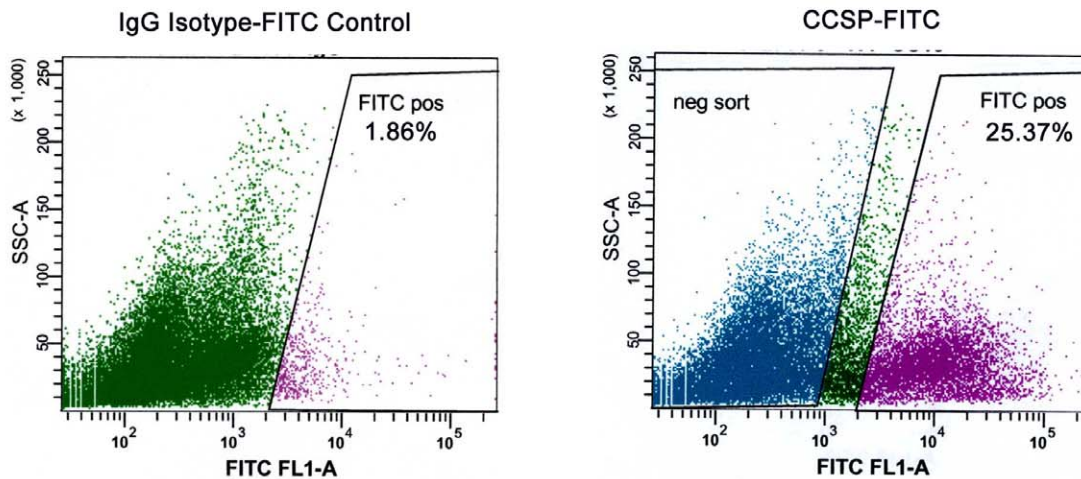 IgG Isotype-FITC Control
(x 1,000)
250
200
150
100
50
SSC-A
FITC pos
1.86%
10²
10³
10⁴
10⁵
FITC FL1-A
CCSP-FITC
(x 1,000)
250
200
150
100
50
SSC-A
neg sort
FITC pos
25.37%
10²
10³
10⁴
10⁵
FITC FL1-A